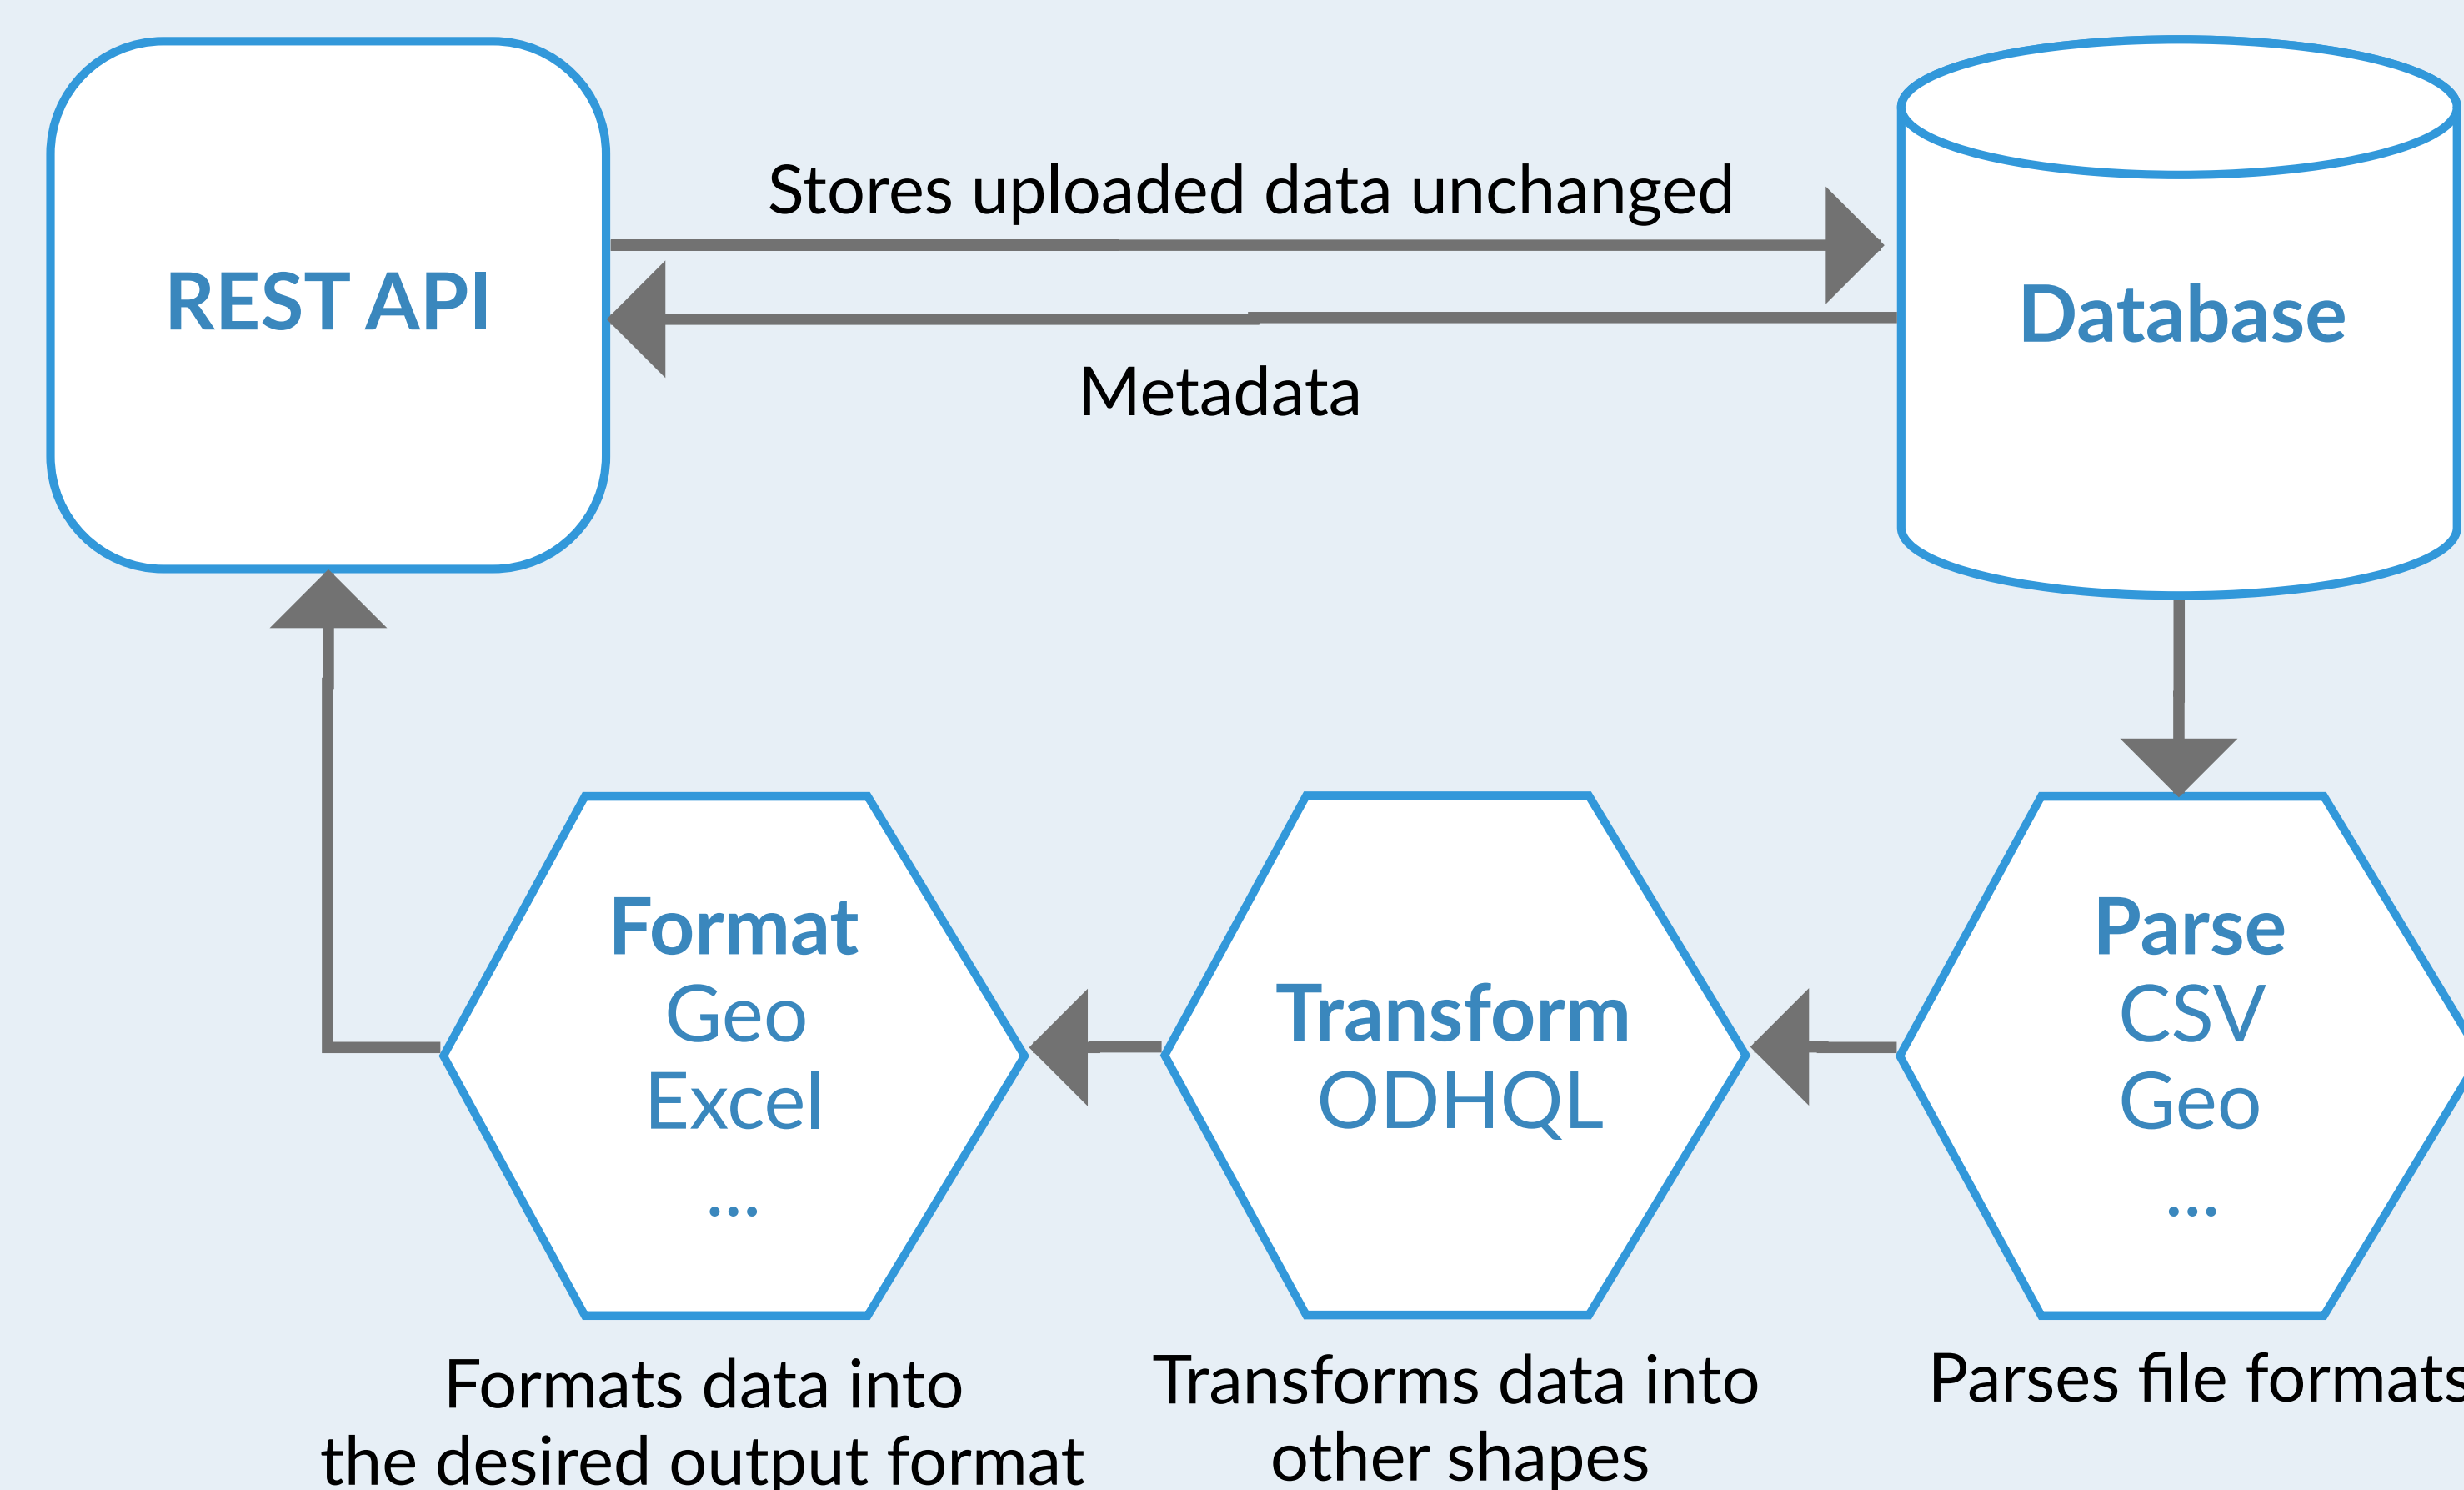 Stores uploaded data unchanged
REST API
Database
Metadata
Format
Geo
Excel
...
Transform
ODHQL
Parse
CSV
Geo
...
Formats data into
the desired output format
Transforms data into
other shapes
Parses file formats